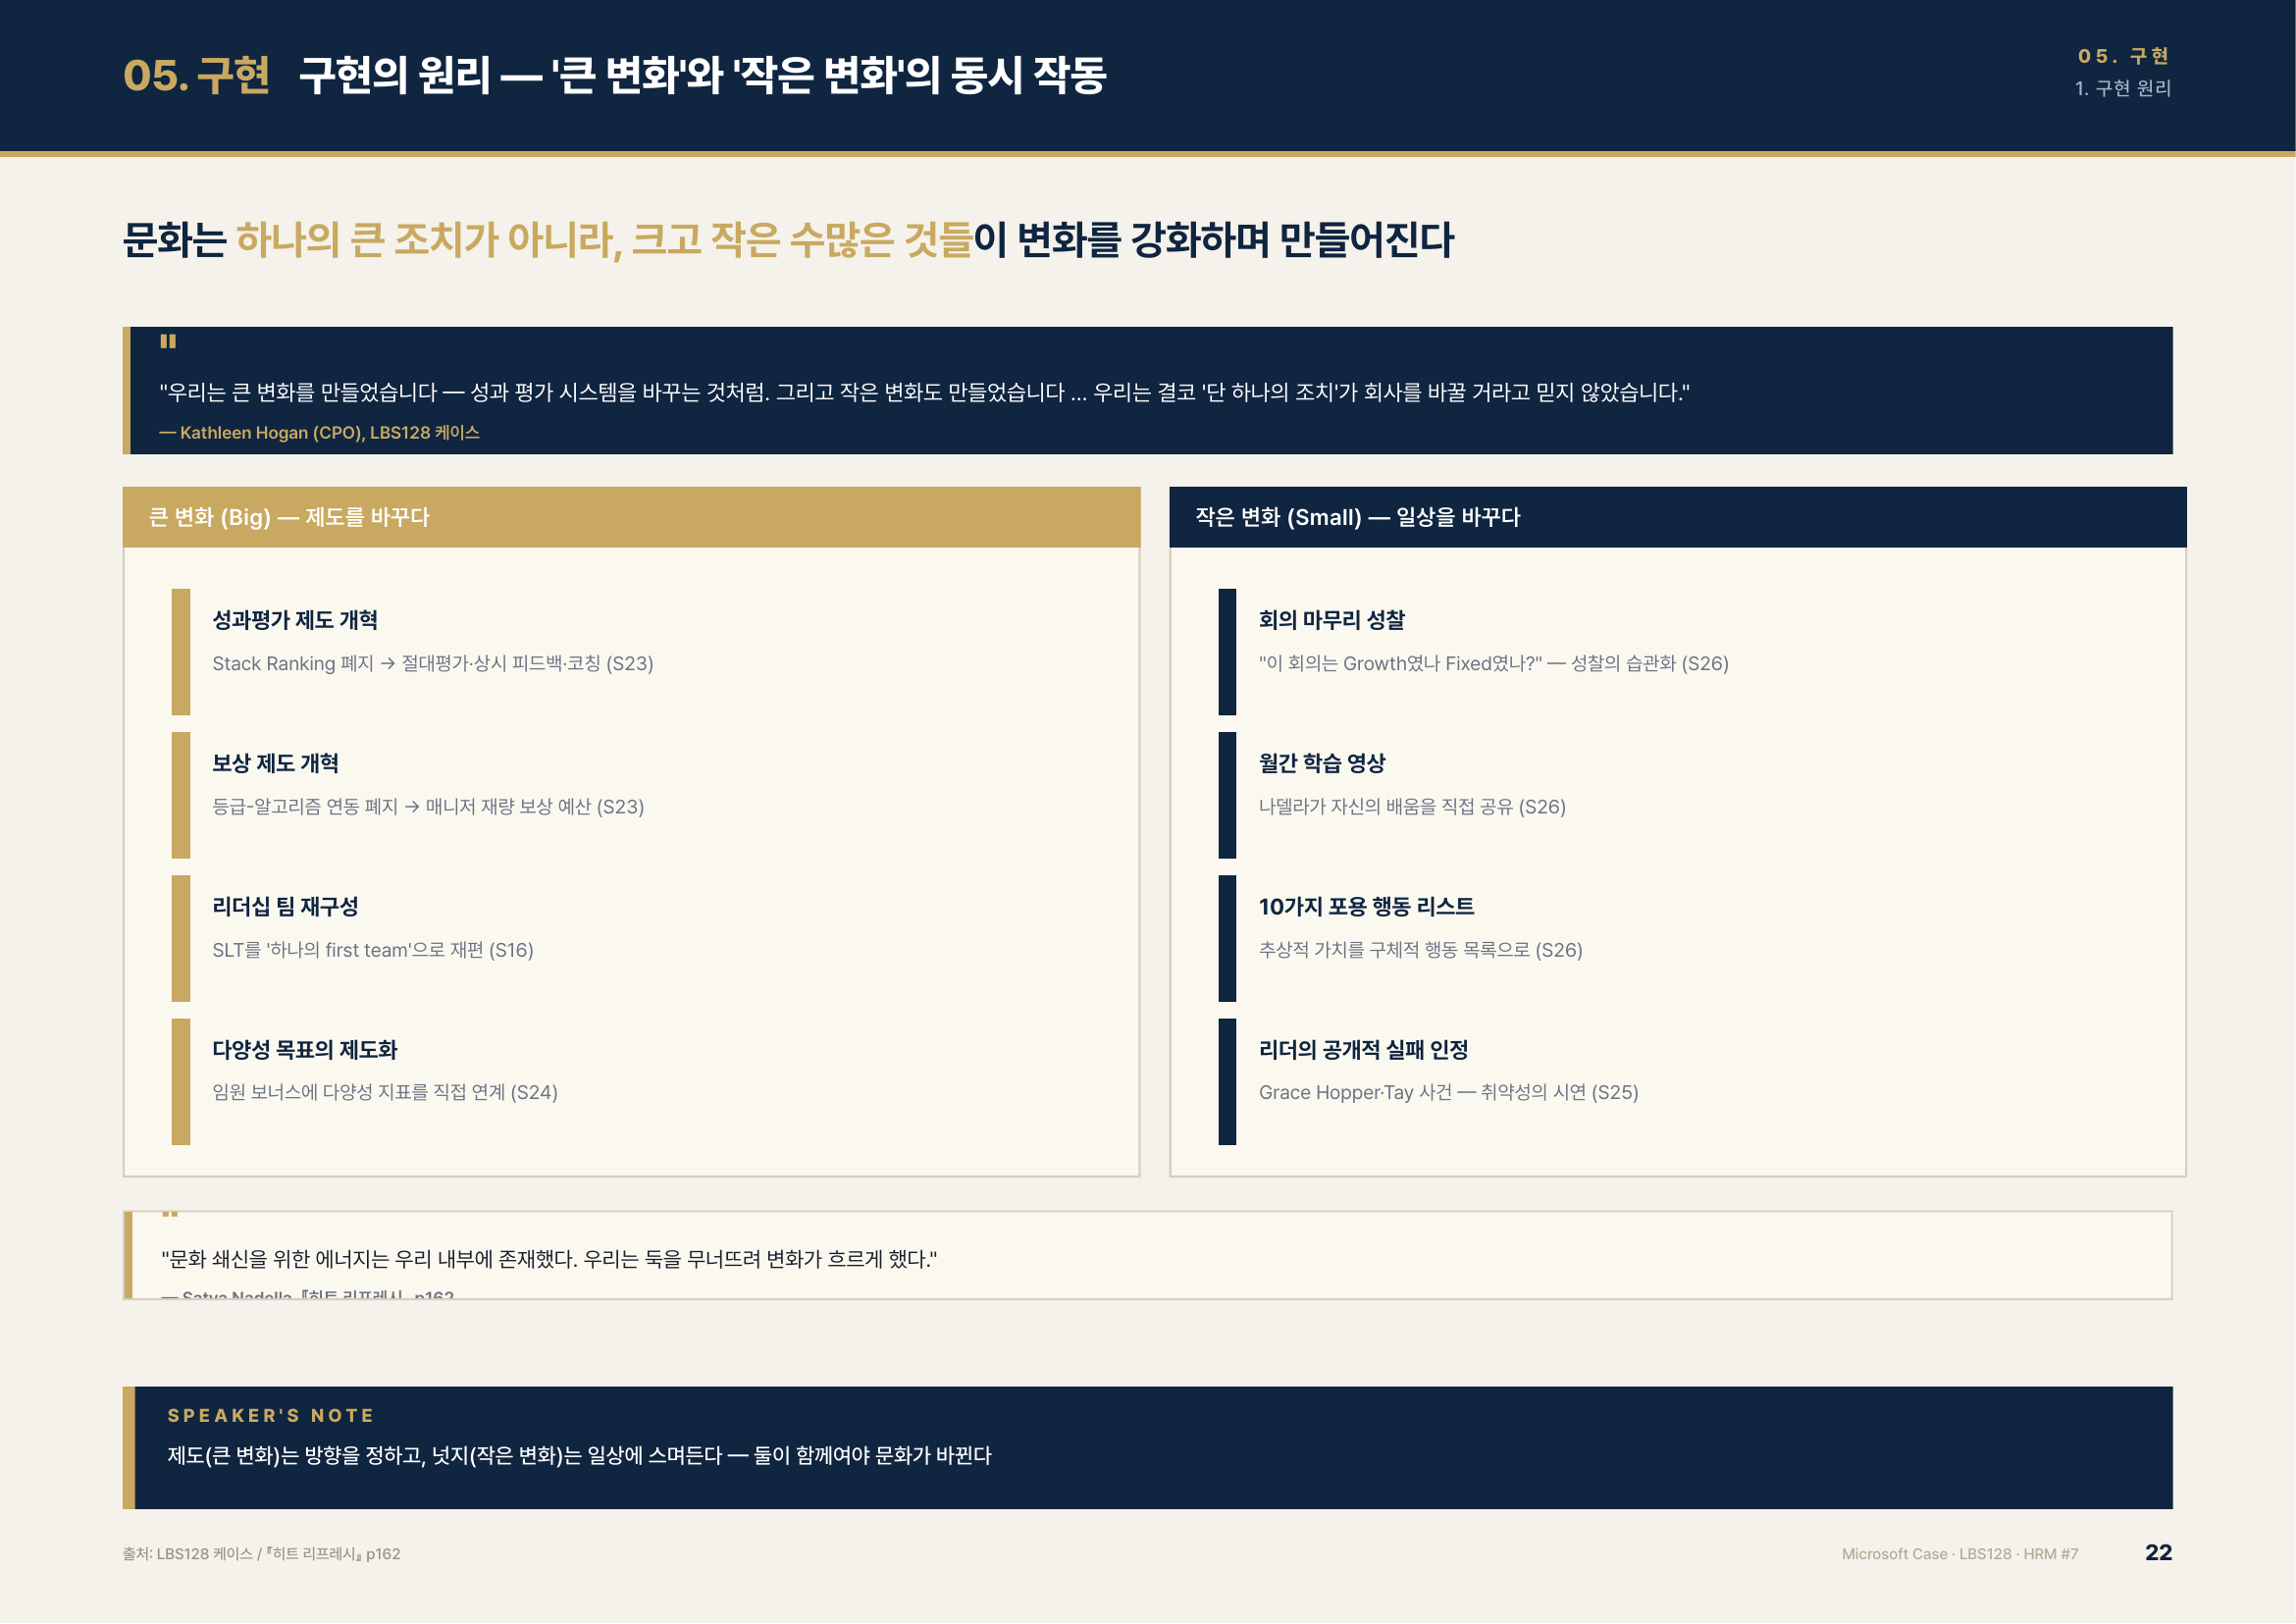 05. 구현 구현의 원리 — '큰 변화'와 '작은 변화'의 동시 작동
05. 구현
1. 구현 원리
문화는 하나의 큰 조치가 아니라, 크고 작은 수많은 것들이 변화를 강화하며 만들어진다
"
"우리는 큰 변화를 만들었습니다 — 성과 평가 시스템을 바꾸는 것처럼. 그리고 작은 변화도 만들었습니다 ... 우리는 결코 '단 하나의 조치'가 회사를 바꿀 거라고 믿지 않았습니다."
— Kathleen Hogan (CPO), LBS128 케이스
큰 변화 (Big) — 제도를 바꾸다
성과평가 제도 개혁
Stack Ranking 폐지 → 절대평가·상시 피드백·코칭 (S23)
보상 제도 개혁
등급-알고리즘 연동 폐지 → 매니저 재량 보상 예산 (S23)
리더십 팀 재구성
SLT를 '하나의 first team'으로 재편 (S16)
다양성 목표의 제도화
임원 보너스에 다양성 지표를 직접 연계 (S24)
작은 변화 (Small) — 일상을 바꾸다
회의 마무리 성찰
"이 회의는 Growth였나 Fixed였나?" — 성찰의 습관화 (S26)
월간 학습 영상
나델라가 자신의 배움을 직접 공유 (S26)
10가지 포용 행동 리스트
추상적 가치를 구체적 행동 목록으로 (S26)
리더의 공개적 실패 인정
Grace Hopper·Tay 사건 — 취약성의 시연 (S25)
"
"문화 쇄신을 위한 에너지는 우리 내부에 존재했다. 우리는 둑을 무너뜨려 변화가 흐르게 했다."
— Satya Nadella, 『히트 리프레시』 p162
SPEAKER'S NOTE
제도(큰 변화)는 방향을 정하고, 넛지(작은 변화)는 일상에 스며든다 — 둘이 함께여야 문화가 바뀐다
출처: LBS128 케이스 / 『히트 리프레시』 p162
Microsoft Case · LBS128 · HRM #7
22